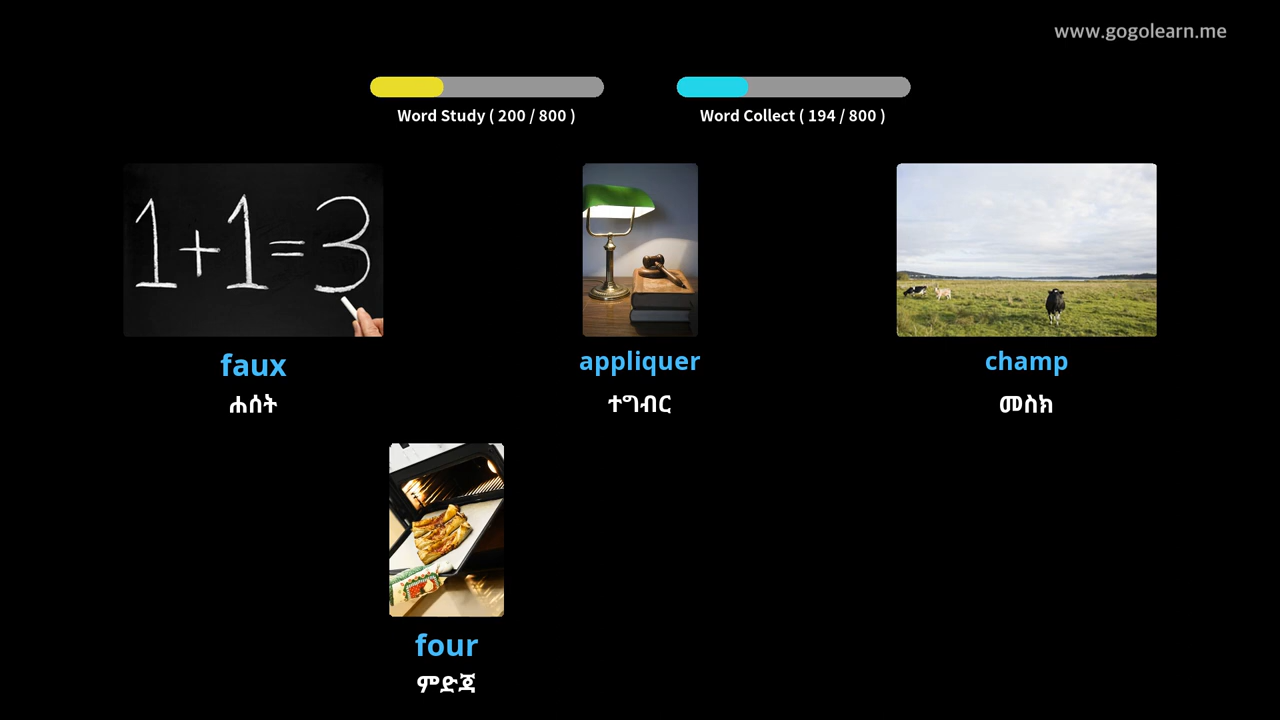 www.gogolearn.me
Word Study ( 200 / 800 )
Word Collect ( 194 / 800 )
1+1=3
faux
ሐሰት
appliquer
ተግብር
champ
መስክ
four
ምድጃ